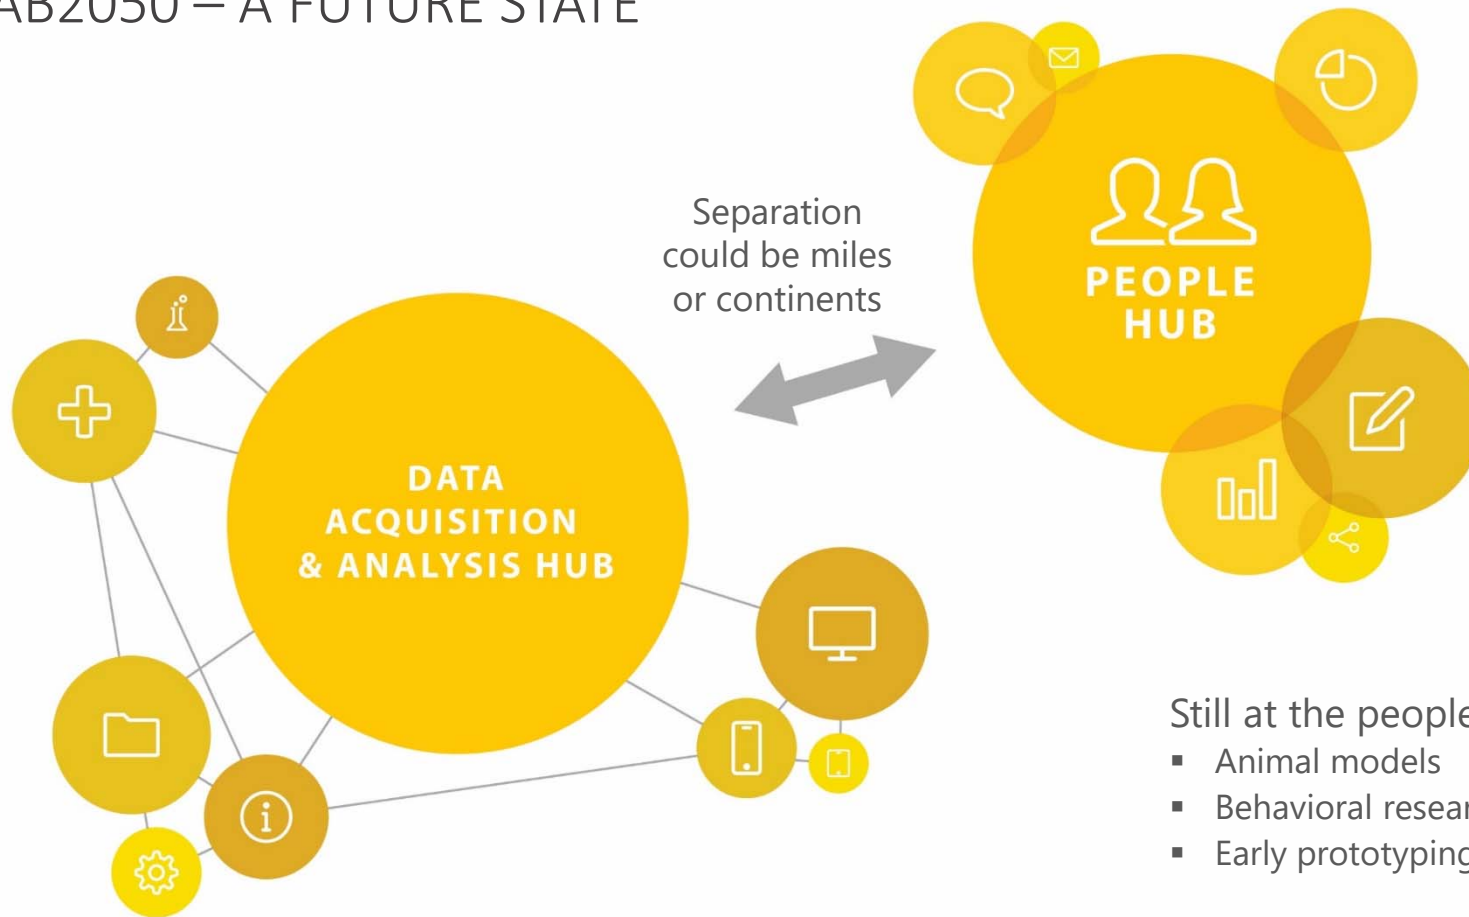 AB2050 – A FUTURE STATE
Separation
could be miles
or continents
PEOPLE
HUB
DATA
ACQUISITION
& ANALYSIS HUB
Still at the people
▪ Animal models
▪ Behavioral resear
▪ Early prototyping